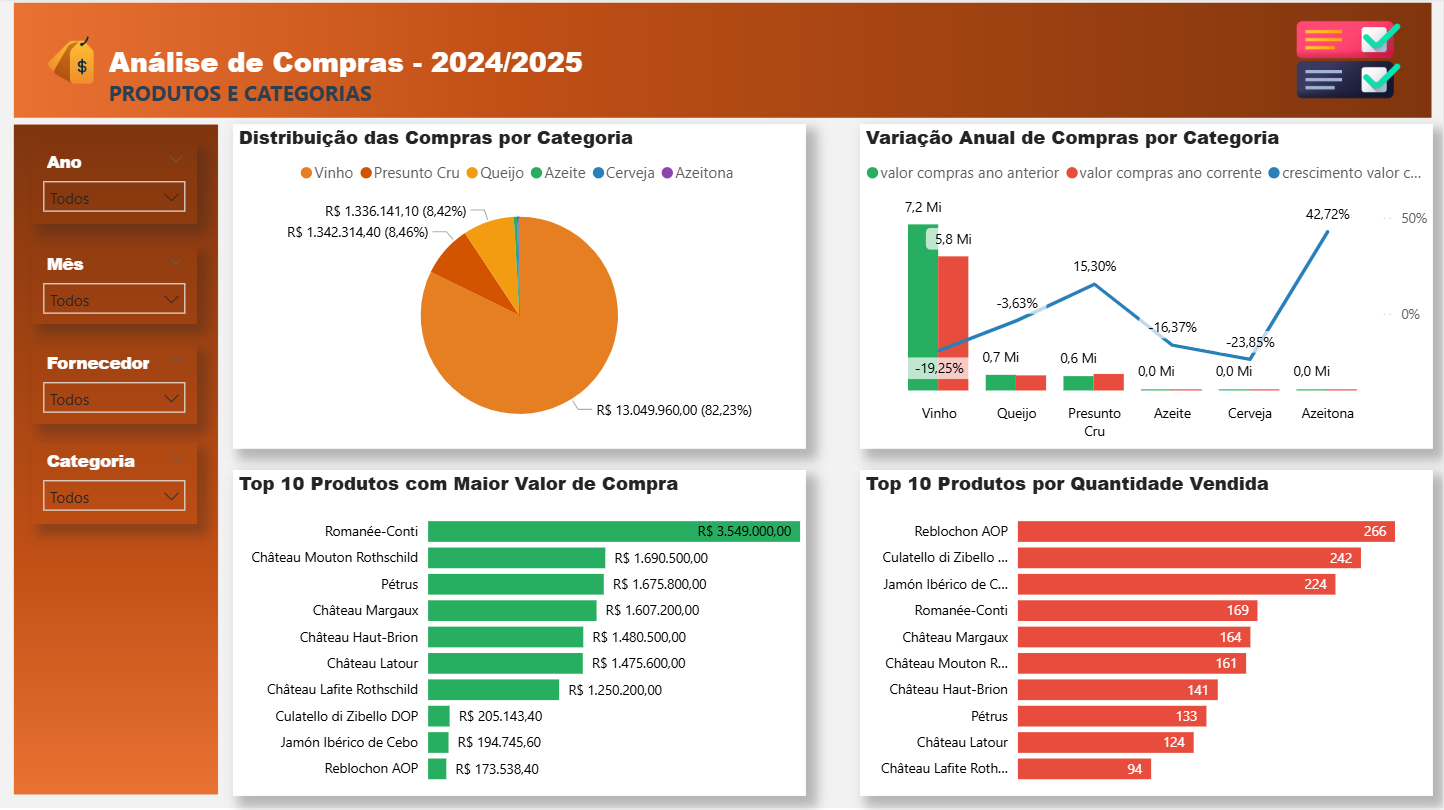 Análise de Compras - 2024/2025
PRODUTOS E CATEGORIAS
$
Ano
Todos
Mês
Todos
Fornecedor
Todos
Categoria
Todos
Distribuição das Compras por Categoria
Vinho Presunto Cru Queijo Azeite Cerveja Azeitona
R$ 1.336.141,10 (8,42%)
R$ 1.342.314,40 (8,46%)
R$ 13.049.960,00 (82,23%)
Variação Anual de Compras por Categoria
valor compras ano anterior valor compras ano corrente crescimento valor c...
7,2 Mi
42,72%
50%
5,8 Mi
15,30%
-3,63%
0%
-16,37%
-23,85%
0,7 Mi
0,6 Mi
-19,25%
0,0 Mi
0,0 Mi
0,0 Mi
Vinho Queijo Presunto Azeite Cerveja Azeitona
Cru
Top 10 Produtos com Maior Valor de Compra
Romanée-Conti R$ 3.549.000,00
Château Mouton Rothschild R$ 1.690.500,00
Pétrus R$ 1.675.800,00
Château Margaux R$ 1.607.200,00
Château Haut-Brion R$ 1.480.500,00
Château Latour R$ 1.475.600,00
Château Lafite Rothschild R$ 1.250.200,00
Culatello di Zibello DOP R$ 205.143,40
Jamón Ibérico de Cebo R$ 194.745,60
Reblochon AOP R$ 173.538,40
Top 10 Produtos por Quantidade Vendida
Reblochon AOP 266
Culatello di Zibello ... 242
Jamón Ibérico de C... 224
Romanée-Conti 169
Château Margaux 164
Château Mouton R... 161
Château Haut-Brion 141
Pétrus 133
Château Latour 124
Château Lafite Roth... 94